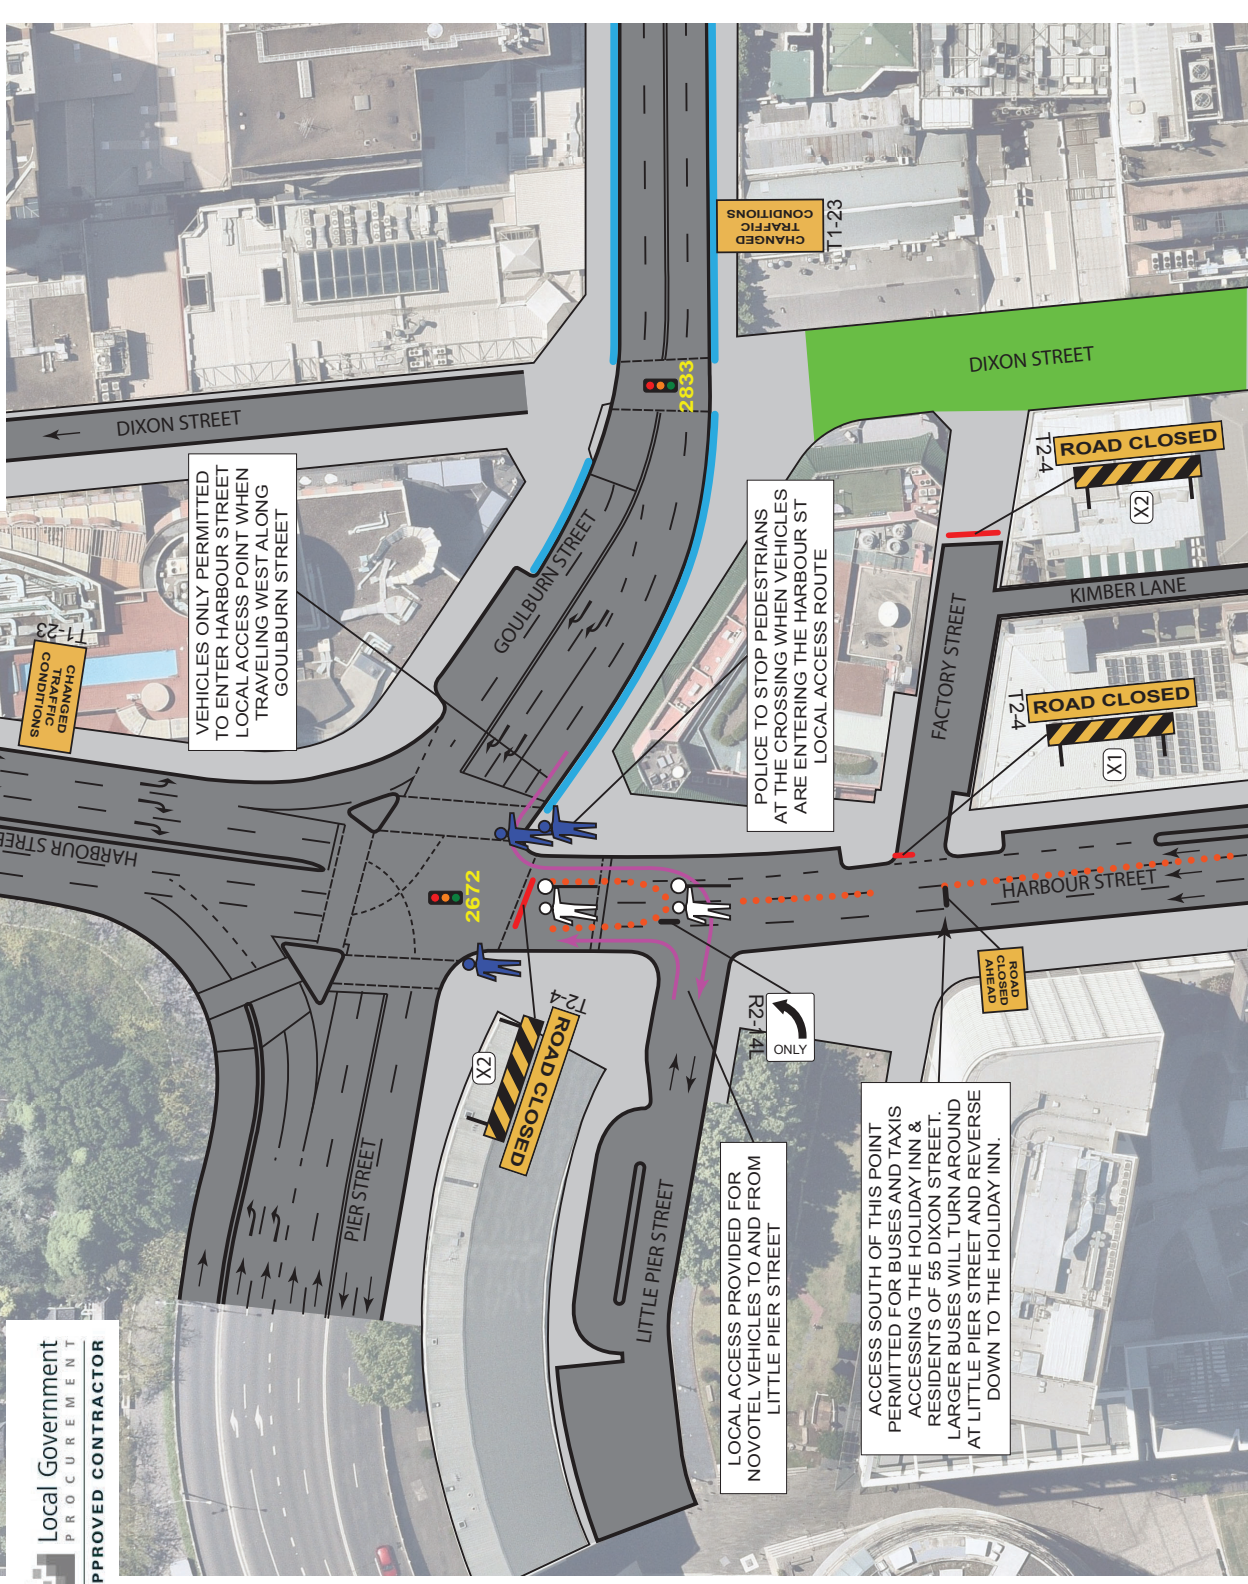 CHANGED
TRAFFIC
CONDITIONS
T1-23
DIXON STREET
DIXON STREET
2833
VEHICLES ONLY PERMITTED
TO ENTER HARBOUR STREET
LOCAL ACCESS POINT WHEN
TRAVELING WEST ALONG
GOULBURN STREET
GOULBURN STREET
T2-4
ROAD CLOSED
X2
KIMBER LANE
FACTORY STREET
POLICE TO STOP PEDESTRIANS
AT THE CROSSING WHEN VEHICLES
ARE ENTERING THE HARBOUR ST
LOCAL ACCESS ROUTE
T1-23
CHANGED
TRAFFIC
CONDITIONS
T2-4
ROAD CLOSED
X1
HARBOUR STREE
2672
HARBOUR STREET
ROAD
CLOSED
AHEAD
R2-14L
ONLY
T2-4
ROAD CLOSED
X2
PIER STREET
LITTLE PIER STREET
LOCAL ACCESS PROVIDED FOR
NOVOTEL VEHICLES TO AND FROM
LITTLE PIER STREET
ACCESS SOUTH OF THIS POINT
PERMITTED FOR BUSES AND TAXIS
ACCESSING THE HOLIDAY INN &
RESIDENTS OF 55 DIXON STREET.
LARGER BUSES WILL TURN AROUND
AT LITTLE PIER STREET AND REVERSE
DOWN TO THE HOLIDAY INN.
Local Government
PROCUREMENT
PPROVED CONTRACTOR